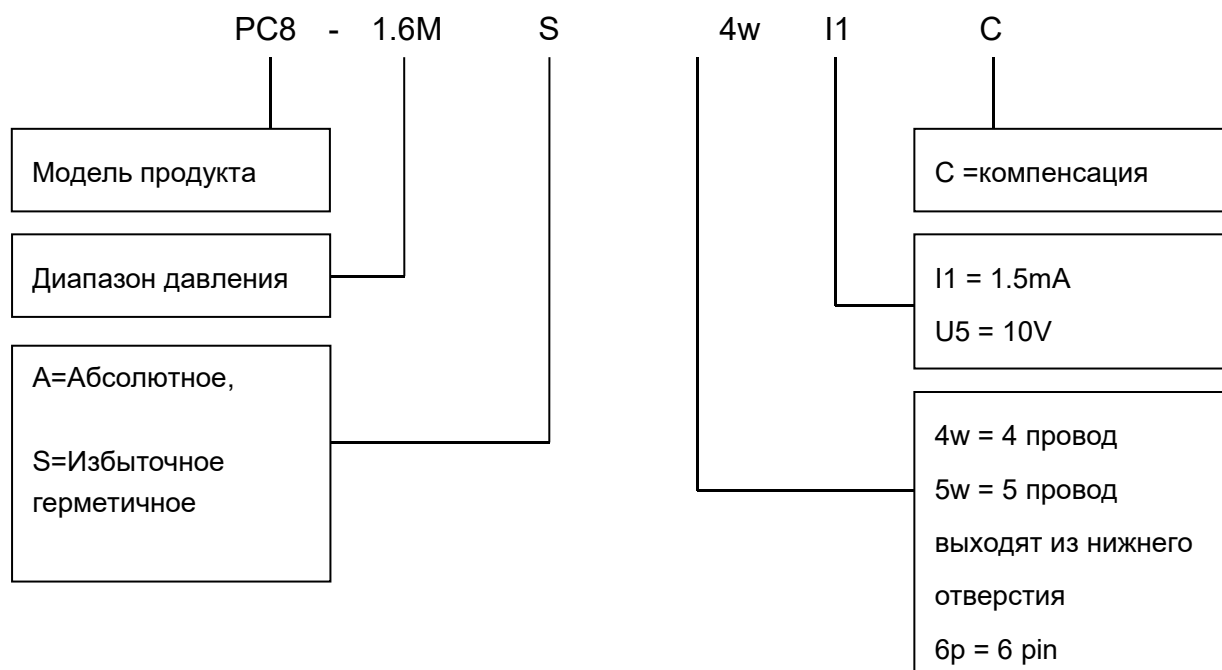 PC8 - 1.6M S 4w I1 C
Модель продукта
Диапазон давления
A=Абсолютное,
S=Избыточное
герметичное
C =компенсация
I1 = 1.5mA
U5 = 10V
4w = 4 провод
5w = 5 провод
выходят из нижнего
отверстия
6p = 6 pin